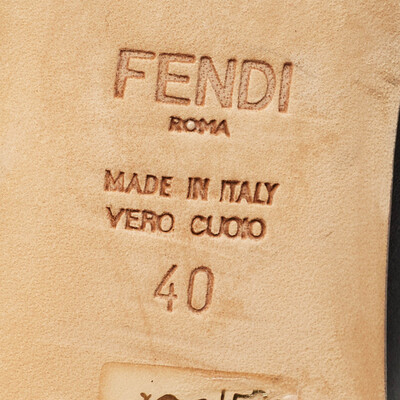 FENDI
ROMA
MADE IN ITALY
VERO CUOIO
40